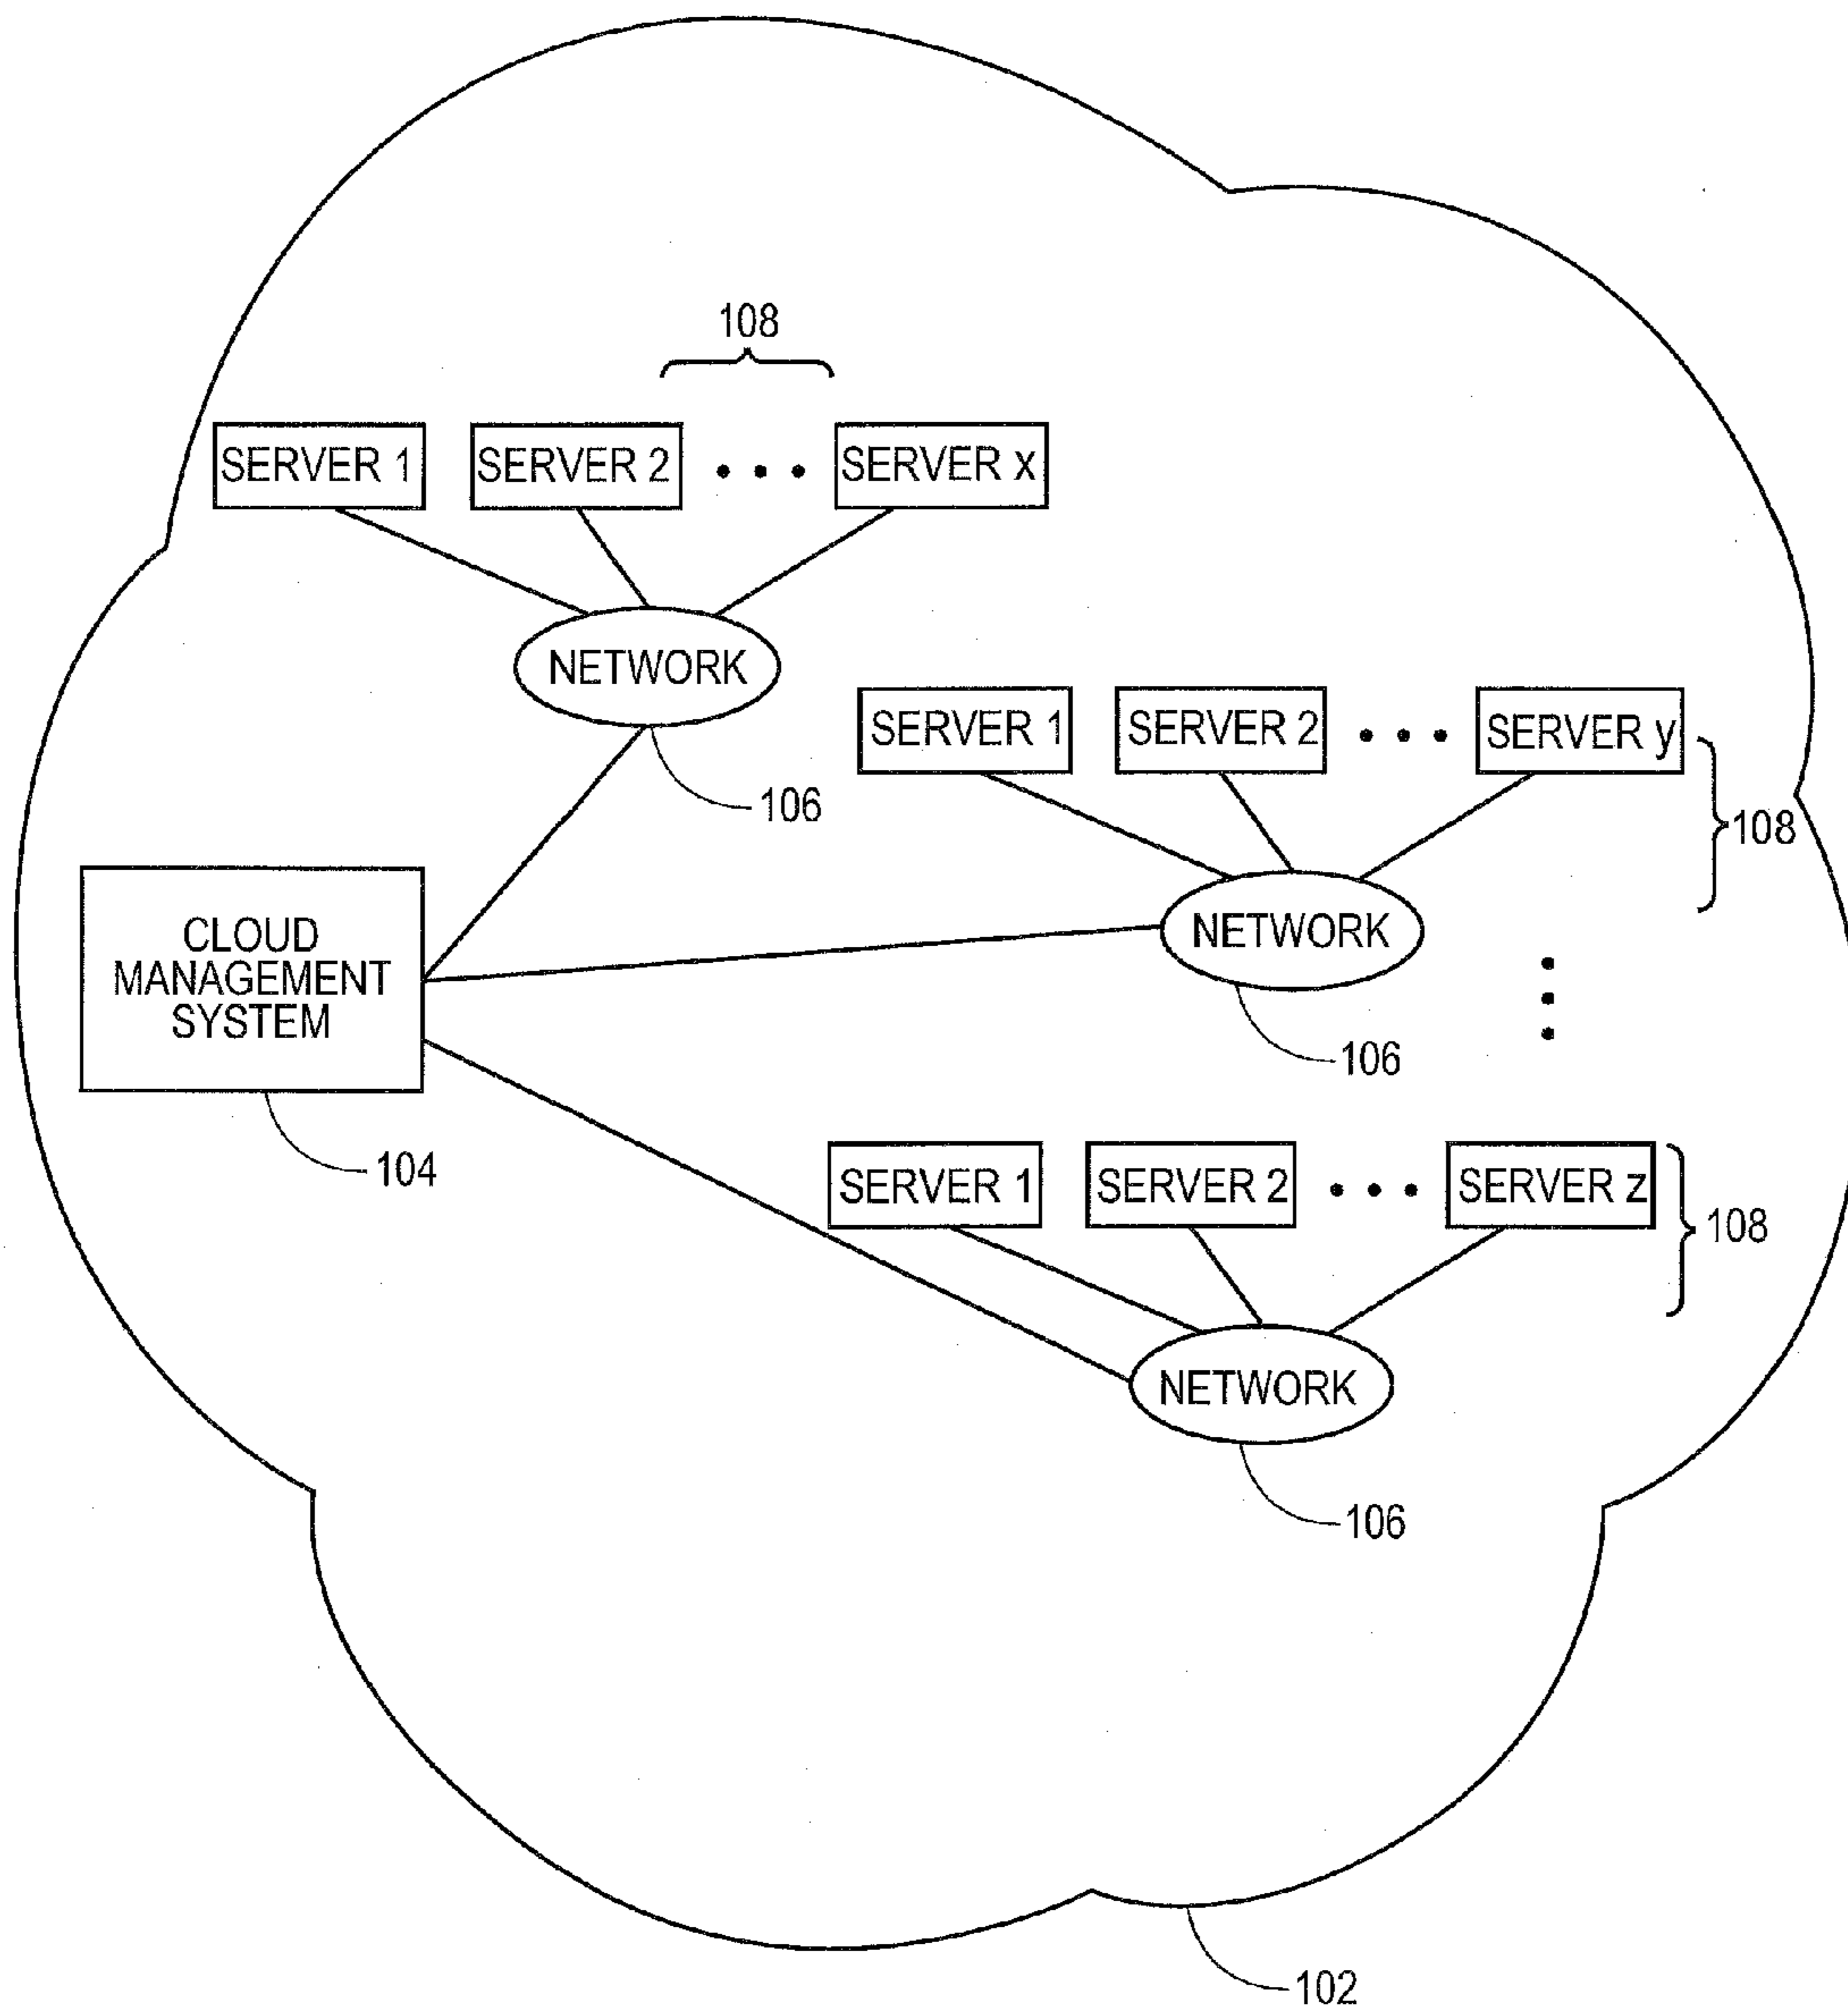 108
SERVER 1
SERVER 2
• • •
SERVER x
NETWORK
106
SERVER 1
SERVER 2
• • •
SERVER y
108
NETWORK
106
CLOUD
MANAGEMENT
SYSTEM
104
SERVER 1
SERVER 2
• • •
SERVER z
108
NETWORK
106
102